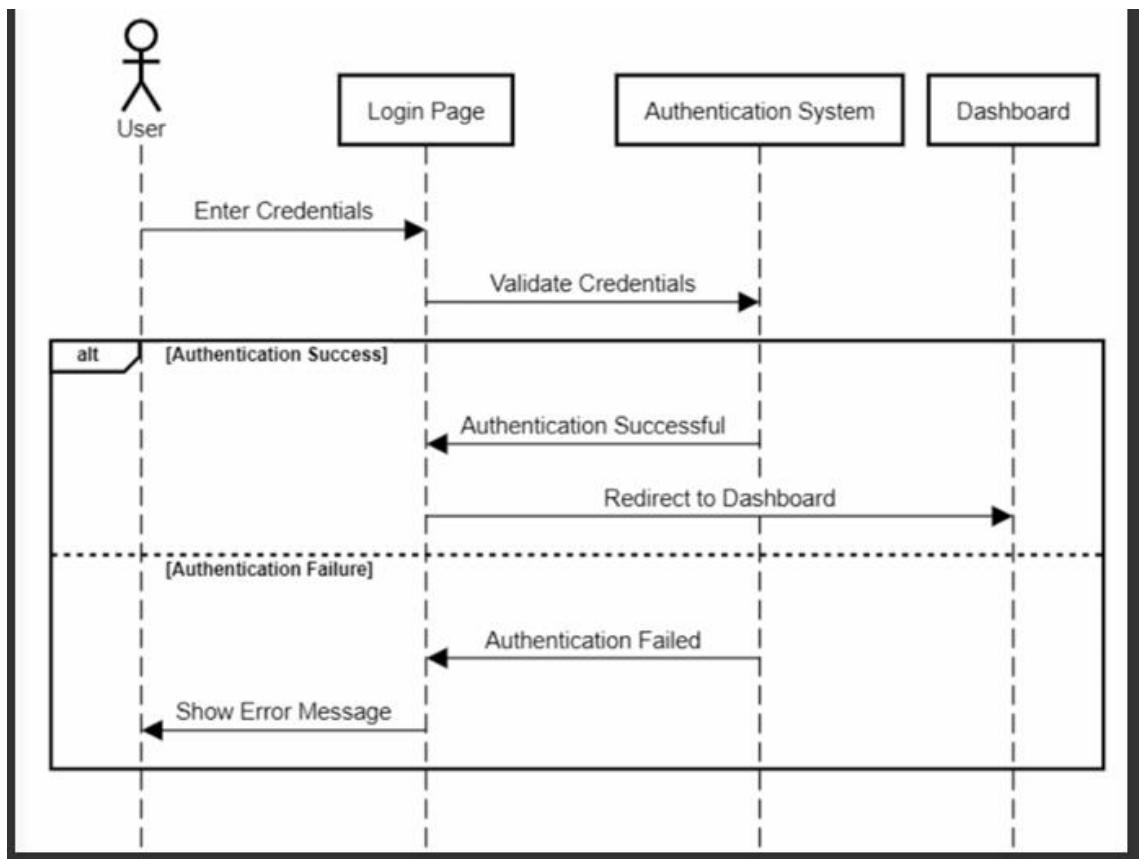 User
Login Page
Authentication System
Dashboard
Enter Credentials
Validate Credentials
alt
[Authentication Success]
Authentication Successful
Redirect to Dashboard
[Authentication Failure]
Authentication Failed
Show Error Message